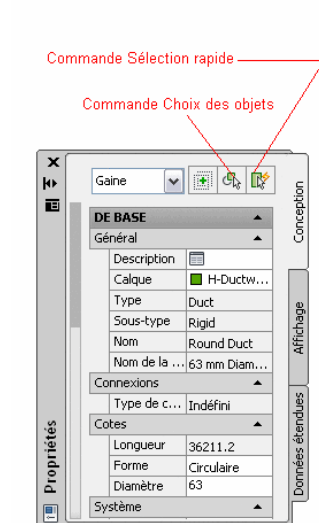 Commande Sélection rapide
Commande Choix des objets
Gaine
DE BASE
Général
Description
Calque H-Ductw...
Type Duct
Sous-type Rigid
Nom Round Duct
Nom de la ... 63 mm Diam...
Connexions
Type de c... Indéfini
Cotes
Longueur 36211.2
Forme Circulaire
Diamètre 63
Système
Conception
Affichage
Données étendues
Propriétés